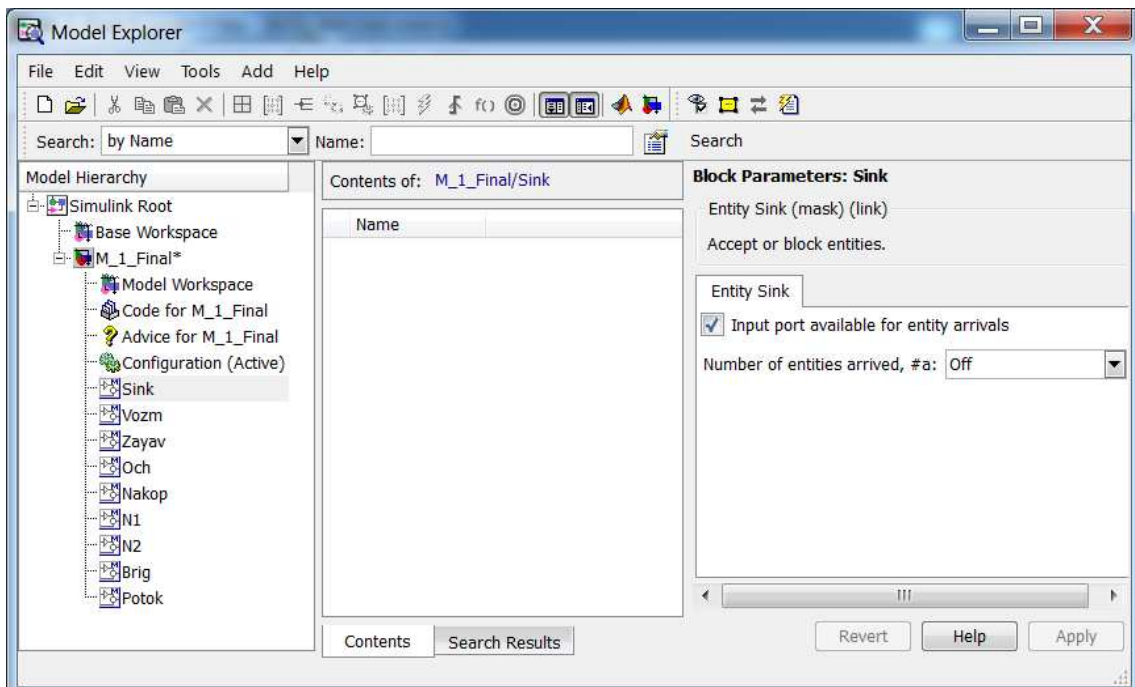 Model Explorer
File Edit View Tools Add Help
f()
Search: by Name Name: Search
Model Hierarchy
Simulink Root
Base Workspace
M_1_Final*
Model Workspace
Code for M_1_Final
Advice for M_1_Final
Configuration (Active)
Sink
Vozm
Zayav
Och
Nakop
N1
N2
Brig
Potok
Contents of: M_1_Final/Sink
Name
Contents Search Results
Block Parameters: Sink
Entity Sink (mask) (link)
Accept or block entities.
Entity Sink
Input port available for entity arrivals
Number of entities arrived, #a: Off
Revert Help Apply